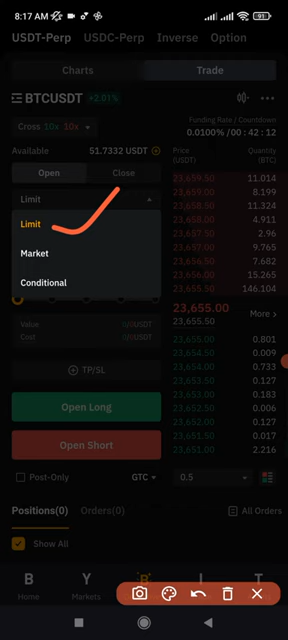 8:17 AM
91
USDT-Perp USDC-Perp Inverse Option
Charts Trade
BTCUSDT +2.01%
Cross 10x 10x
Funding Rate / Countdown
0.0100% / 00 : 42 : 12
Available 51.7332 USDT
Open Close
Limit
Limit
Market
Conditional
Value 0/0USDT
Cost 0/0USDT
TP/SL
Open Long
Open Short
Post-Only GTC
Price (USDT) Quantity (BTC)
23,659.50 11.014
23,659.00 8.199
23,658.50 11.324
23,658.00 4.911
23,657.50 2.96
23,657.00 9.765
23,656.50 7.682
23,656.00 15.265
23,655.50 146.104
23,655.00
23,655.50 More >
23,655.00 0.801
23,654.50 0.009
23,654.00 0.733
23,653.50 0.127
23,653.00 0.183
23,652.50 0.006
23,652.00 0.127
23,651.50 0.017
23,651.00 2.216
0.5
Positions(0) Orders(0) All Orders
Show All
Home Markets